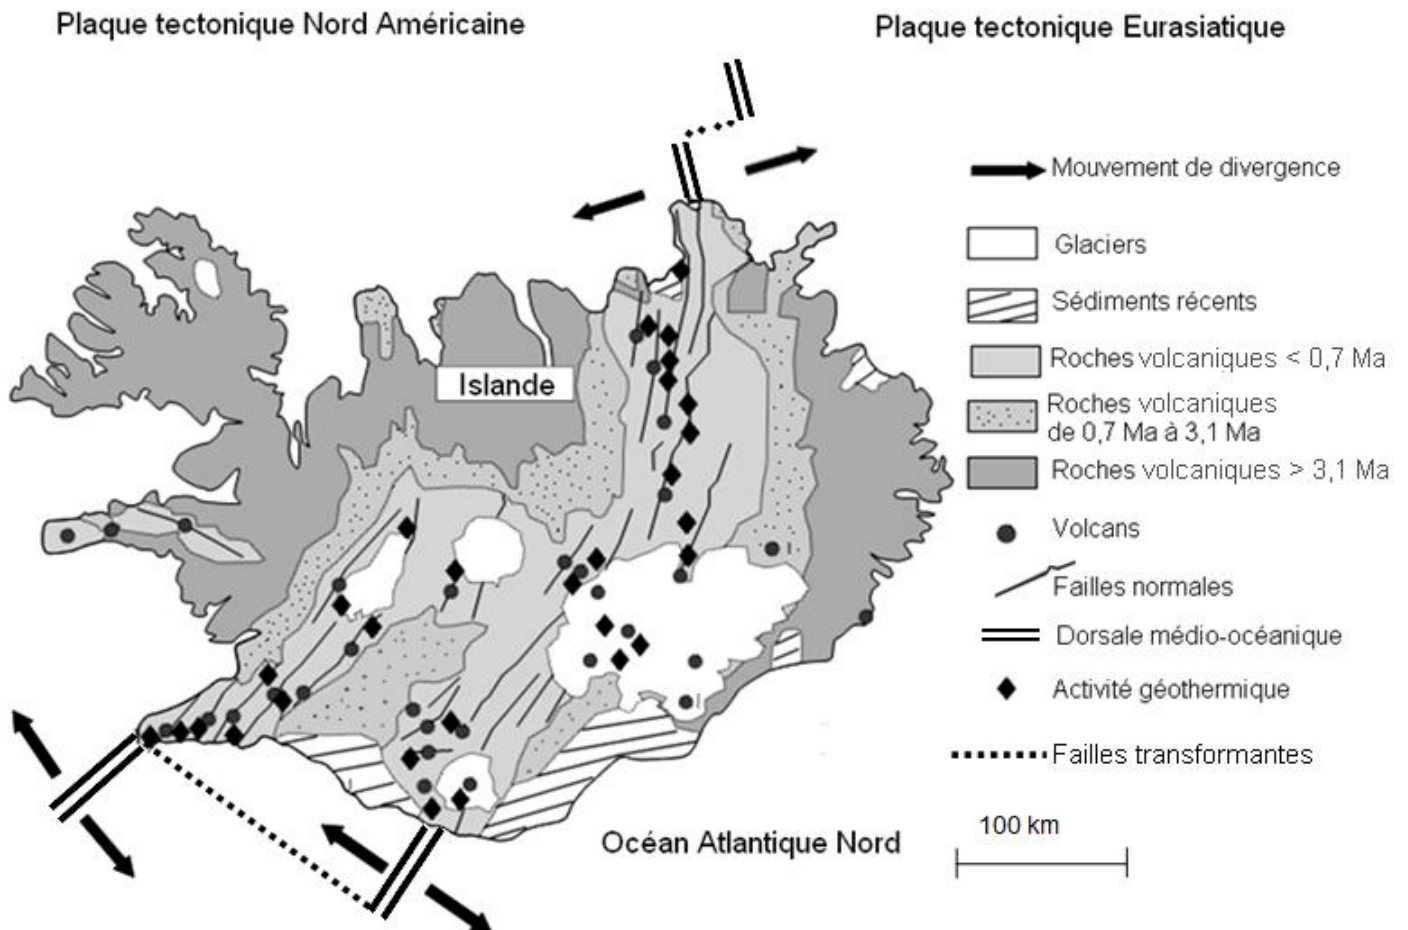 Plaque tectonique Nord Américaine
Plaque tectonique Eurasiatique
Islande
Océan Atlantique Nord
Mouvement de divergence
Glaciers
Sédiments récents
Roches volcaniques < 0,7 Ma
Roches volcaniques
de 0,7 Ma à 3,1 Ma
Roches volcaniques > 3,1 Ma
Volcans
Failles normales
Dorsale médio-océanique
Activité géothermique
Failles transformantes
100 km